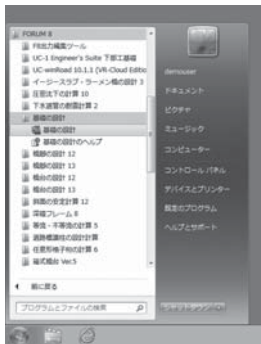 FORUM 8
F8出力編集ツール
UC-1 Engineer's Suite 下部工基礎
UC-winRoad 10.1.1 (VR-Cloud Editio
イージースラブ・ラーメン橋の設計 3
圧密沈下の計算 10
下水道管の耐震計算 2
基礎の設計
基礎の設計
基礎の設計のヘルプ
橋脚の設計 12
橋脚の設計 13
橋台の設計 12
橋台の設計 13
斜面の安定計算 12
深礎フレーム 8
等流・不等流の計算 5
道路標識柱の設計計算
任意形格子桁の計算 6
箱式橋台 Ver.5
前に戻る
プログラムとファイルの検索
demouser
ドキュメント
ピクチャ
ミュージック
コンピューター
コントロール パネル
デバイスとプリンター
既定のプログラム
ヘルプとサポート